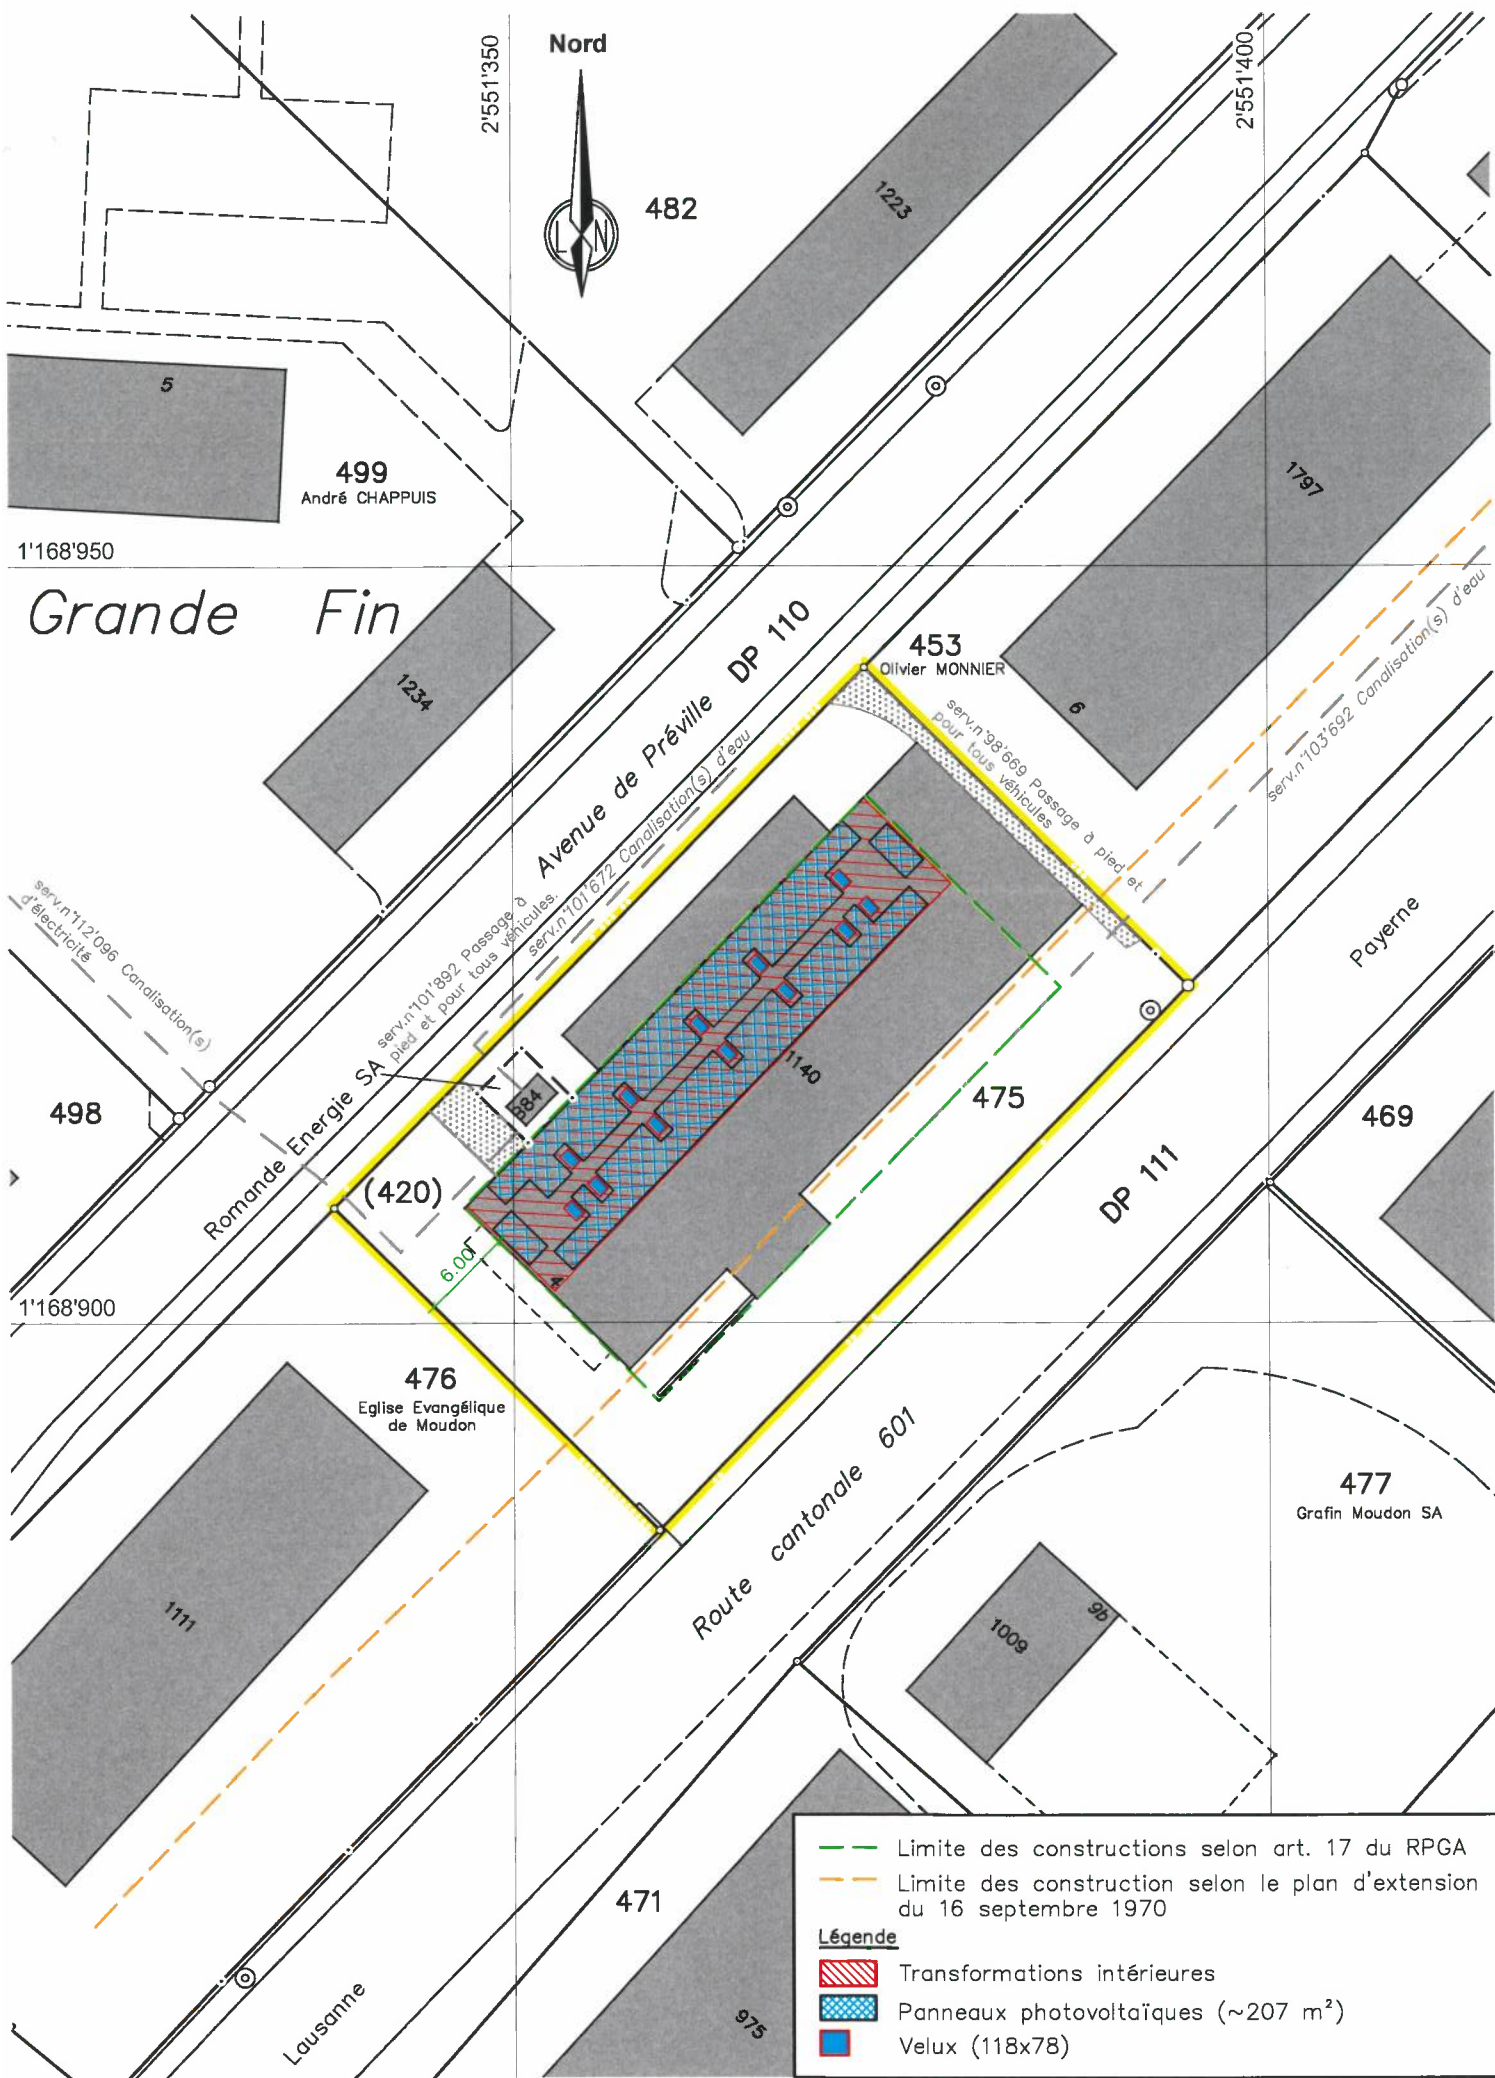 Nord
2'551'350
2'551'400
L N
482
1223
5
499
André CHAPPUIS
1797
1'168'950
Grande Fin
1234
DP 110
453
Olivier MONNIER
6
serv.n°98'669 Passage à pied et
pour tous véhicules
serv.n°103'692 Canalisation(s) d'eau
Avenue de Préville
serv.n°101'672 Canalisation(s) d'eau
serv.n°101'892 Passage à
pied et pour tous véhicules.
serv.n°112'096 Canalisation(s)
d'électricité
Payerne
Romande Energie SA
B84
1140
475
498
469
(420)
DP 111
6.00
4
1'168'900
476
Eglise Evangélique
de Moudon
Route cantonale 601
477
Grafin Moudon SA
1111
1009
9b
471
975
Lausanne
Limite des constructions selon art. 17 du RPGA
Limite des construction selon le plan d'extension
du 16 septembre 1970
Légende
Transformations intérieures
Panneaux photovoltaïques (~207 m²)
Velux (118x78)